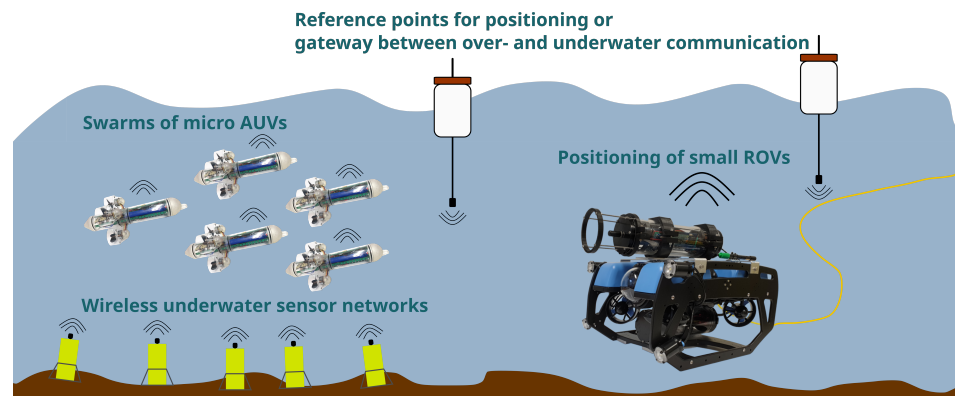 Reference points for positioning or
gateway between over- and underwater communication
Swarms of micro AUVs
Positioning of small ROVs
Wireless underwater sensor networks